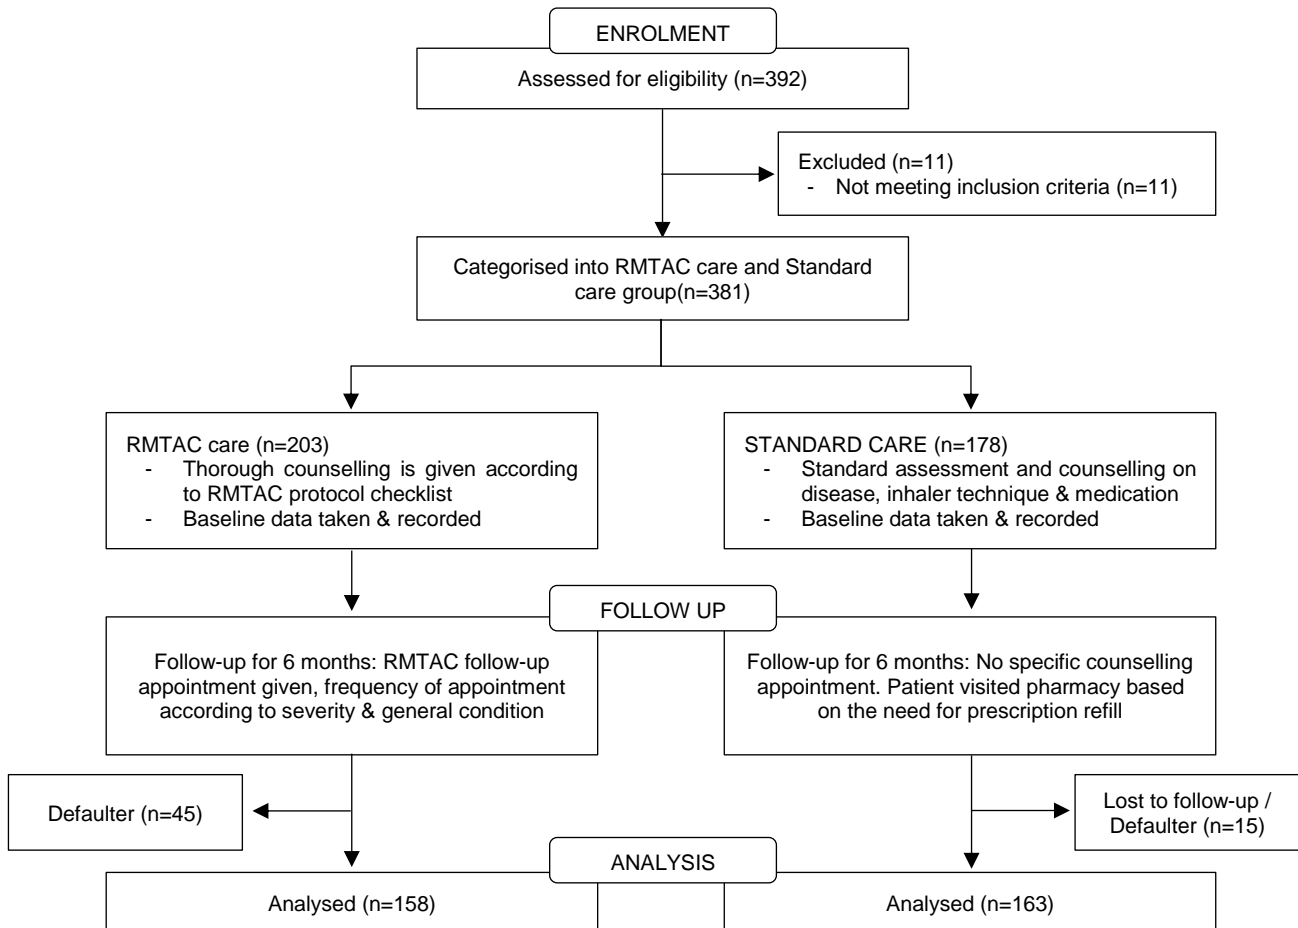 ENROLMENT
Assessed for eligibility (n=392)
Excluded (n=11)
- Not meeting inclusion criteria (n=11)
Categorised into RMTAC care and Standard
care group(n=381)
RMTAC care (n=203)
- Thorough counselling is given according
to RMTAC protocol checklist
- Baseline data taken & recorded
STANDARD CARE (n=178)
- Standard assessment and counselling on
disease, inhaler technique & medication
- Baseline data taken & recorded
FOLLOW UP
Follow-up for 6 months: RMTAC follow-up
appointment given, frequency of appointment
according to severity & general condition
Follow-up for 6 months: No specific counselling
appointment. Patient visited pharmacy based
on the need for prescription refill
Defaulter (n=45)
Lost to follow-up /
Defaulter (n=15)
ANALYSIS
Analysed (n=158)
Analysed (n=163)